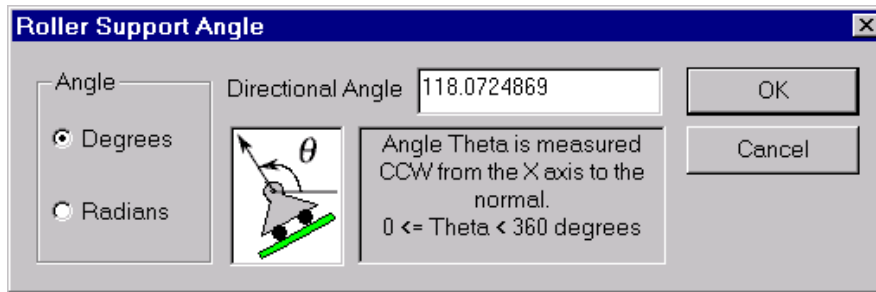 Roller Support Angle
Angle
Degrees
Radians
Directional Angle 118.0724869
θ
Angle Theta is measured
CCW from the X axis to the
normal.
0 <= Theta < 360 degrees
OK
Cancel